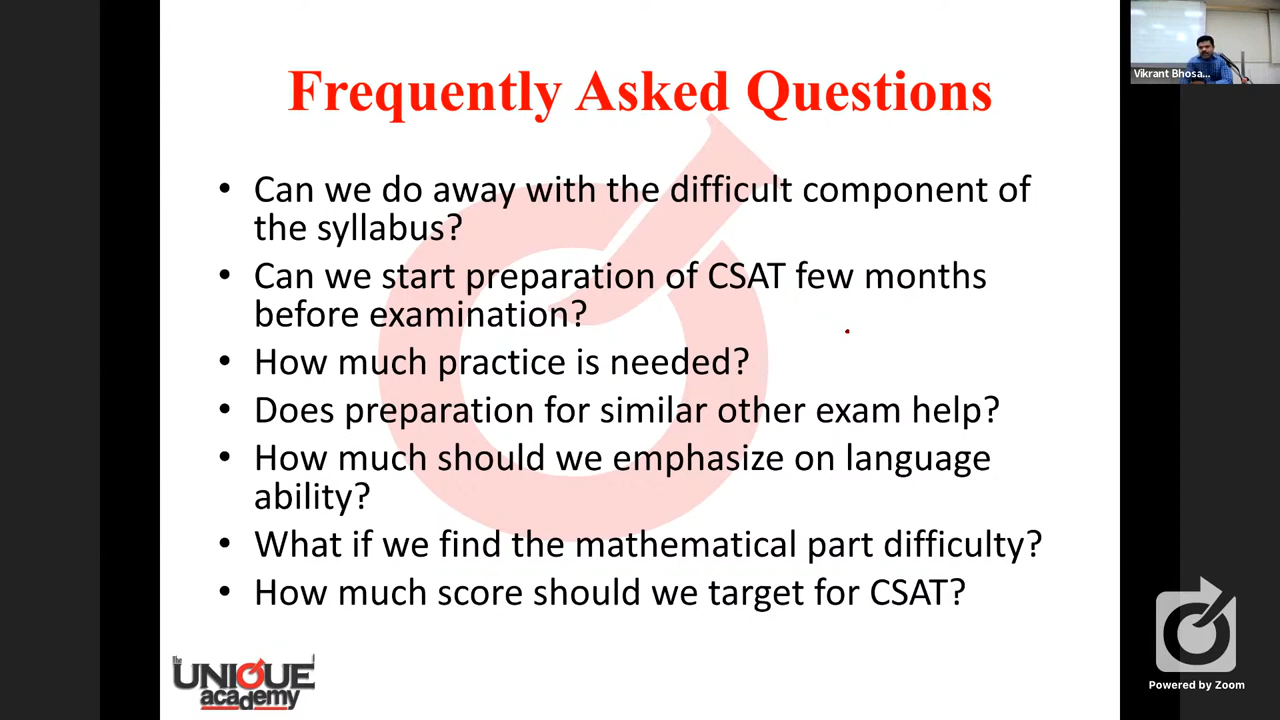 Frequently Asked Questions
Vikrant Bhosa...
• Can we do away with the difficult component of
the syllabus?
• Can we start preparation of CSAT few months
before examination?
• How much practice is needed?
• Does preparation for similar other exam help?
• How much should we emphasize on language
ability?
• What if we find the mathematical part difficulty?
• How much score should we target for CSAT?
The
UNIQUE
academy
Powered by Zoom